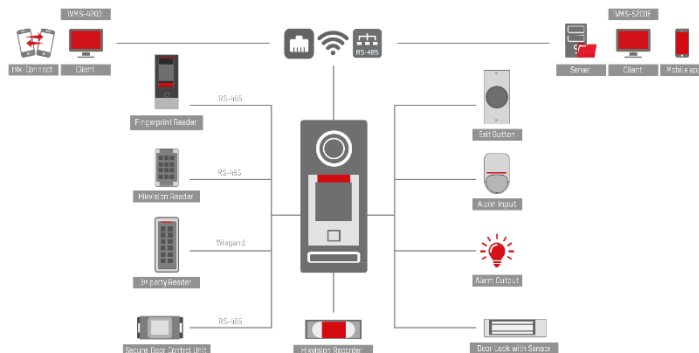 iVMS-4200
iVMS-5200E
Hik-Connect
Client
RS-485
Server
Client
Mobile ap
RS-485
Fingerprint Reader
Exit Button
RS-485
Hikvision Reader
Alarm Input
Wiegand
3rd party Reader
Alarm Output
RS-485
Secure Door Control Unit
Hikvision Recorder
Door Lock with Sensor